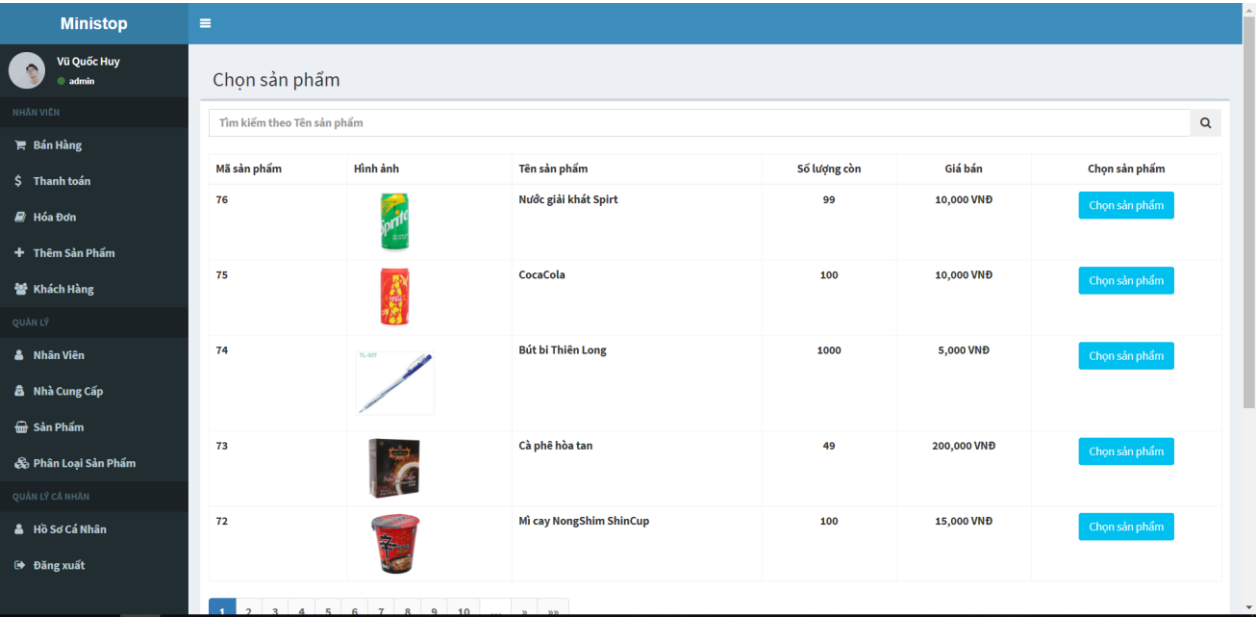 Ministop
Vũ Quốc Huy
admin
NHÂN VIÊN
Bán Hàng
$ Thanh toán
Hóa Đơn
Thêm Sản Phẩm
Khách Hàng
QUẢN LÝ
Nhân Viên
Nhà Cung Cấp
Sản Phẩm
Phân Loại Sản Phẩm
QUẢN LÝ CÁ NHÂN
Hồ Sơ Cá Nhân
Đăng xuất
Chọn sản phẩm
Tìm kiếm theo Tên sản phẩm
Mã sản phẩm Hình ảnh Tên sản phẩm Số lượng còn Giá bán Chọn sản phẩm
76 Sprite Nước giải khát Spirt 99 10,000 VNĐ Chọn sản phẩm
75 CocaCola 100 10,000 VNĐ Chọn sản phẩm
74 TL-027 Bút bi Thiên Long 1000 5,000 VNĐ Chọn sản phẩm
73 Cà phê hòa tan 49 200,000 VNĐ Chọn sản phẩm
72 辛 Mì cay NongShim ShinCup 100 15,000 VNĐ Chọn sản phẩm
1 2 3 4 5 6 7 8 9 10 ... » »»